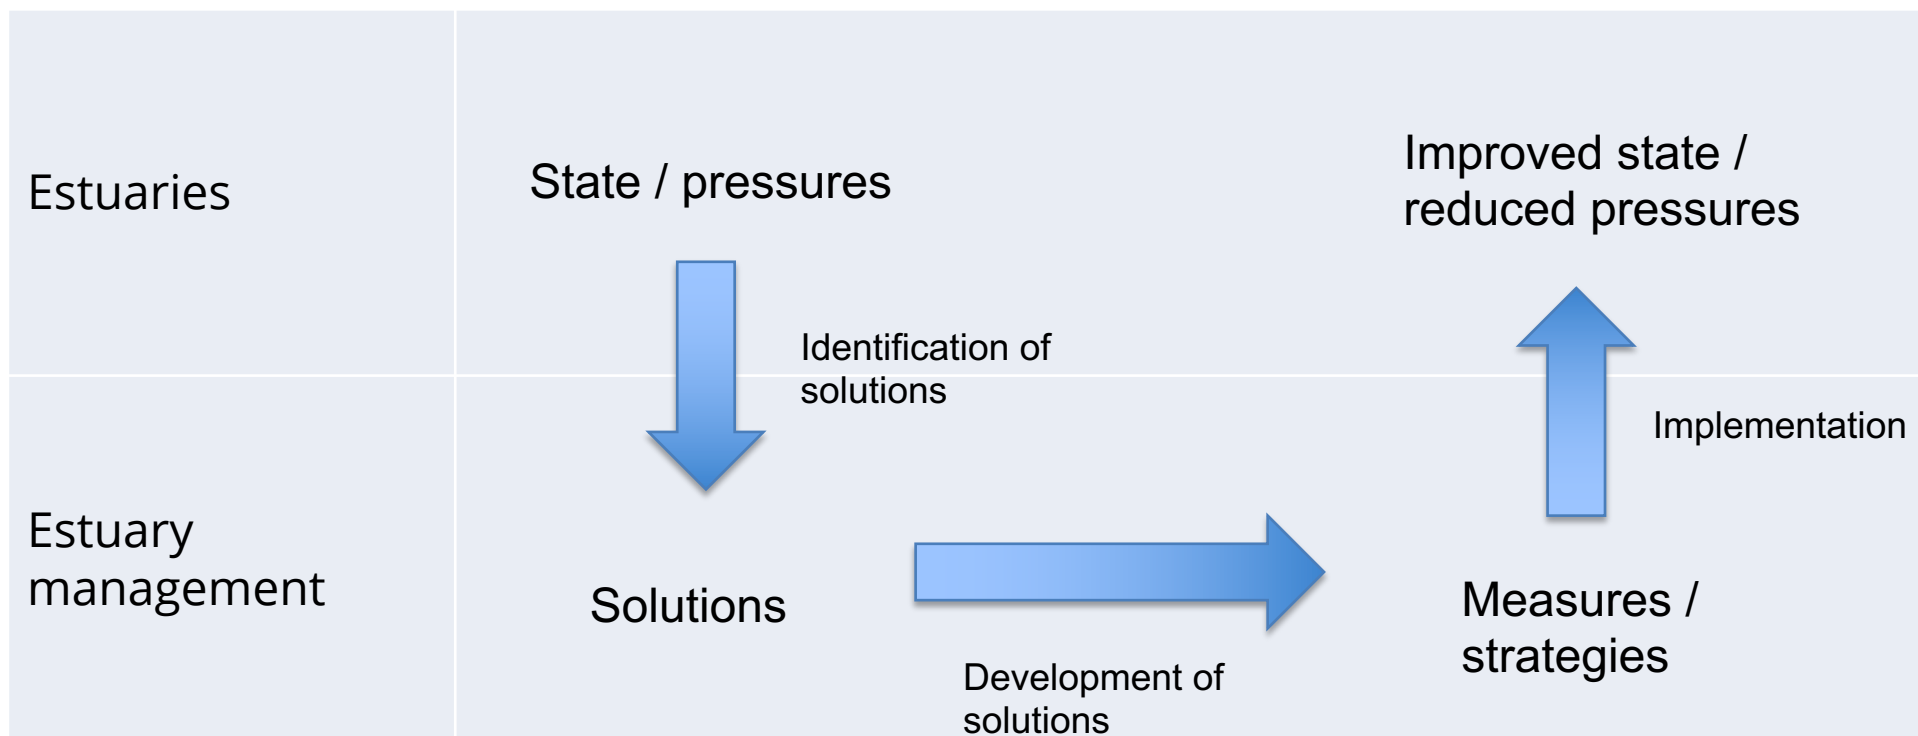 Estuaries
State / pressures
Improved state /
reduced pressures
Identification of
solutions
Implementation
Estuary
management
Solutions
Measures /
strategies
Development of
solutions